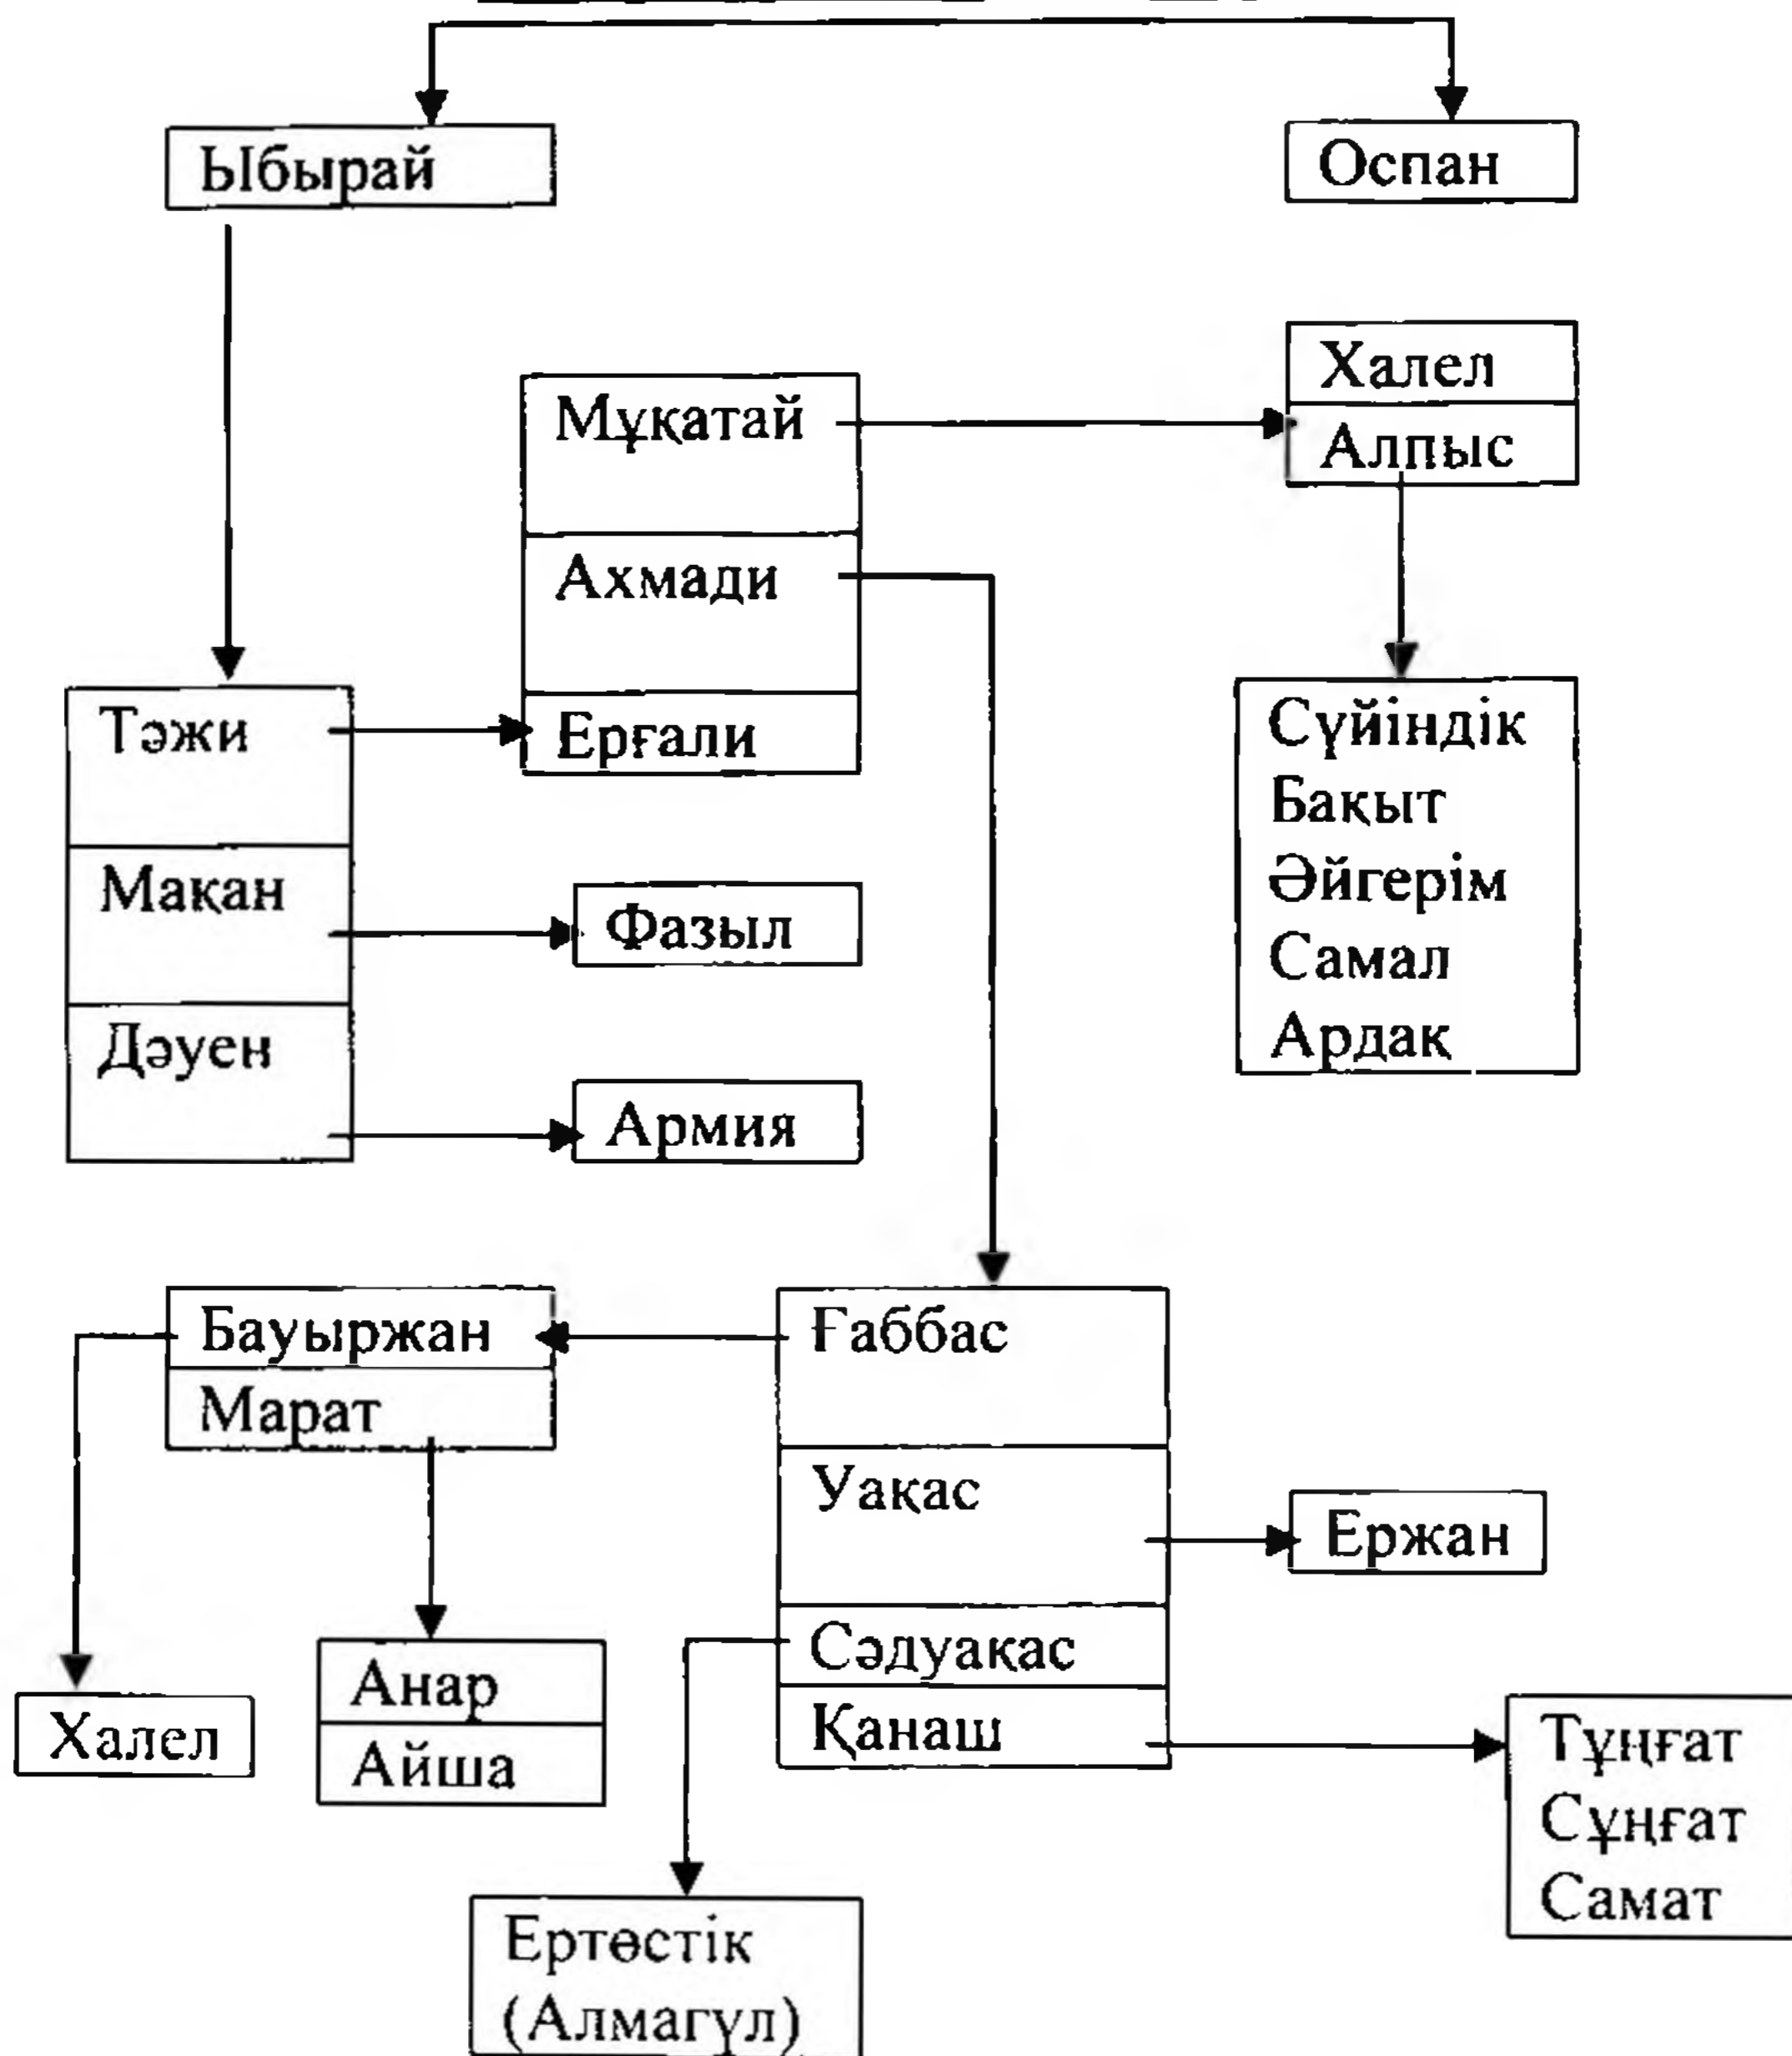 Ыбырай
Оспан
Халел
Алпыс
Мұқатай
Ахмади
Ерғали
Тәжи
Мақан
Дәуен
Фазыл
Армия
Сүйіндік
Бақыт
Әйгерім
Самал
Ардақ
Бауыржан
Марат
Ғаббас
Уақас
Сәдуақас
Қанаш
Ержан
Халел
Анар
Айша
Тұңғат
Сұңғат
Самат
Ертөстік
(Алмагүл)